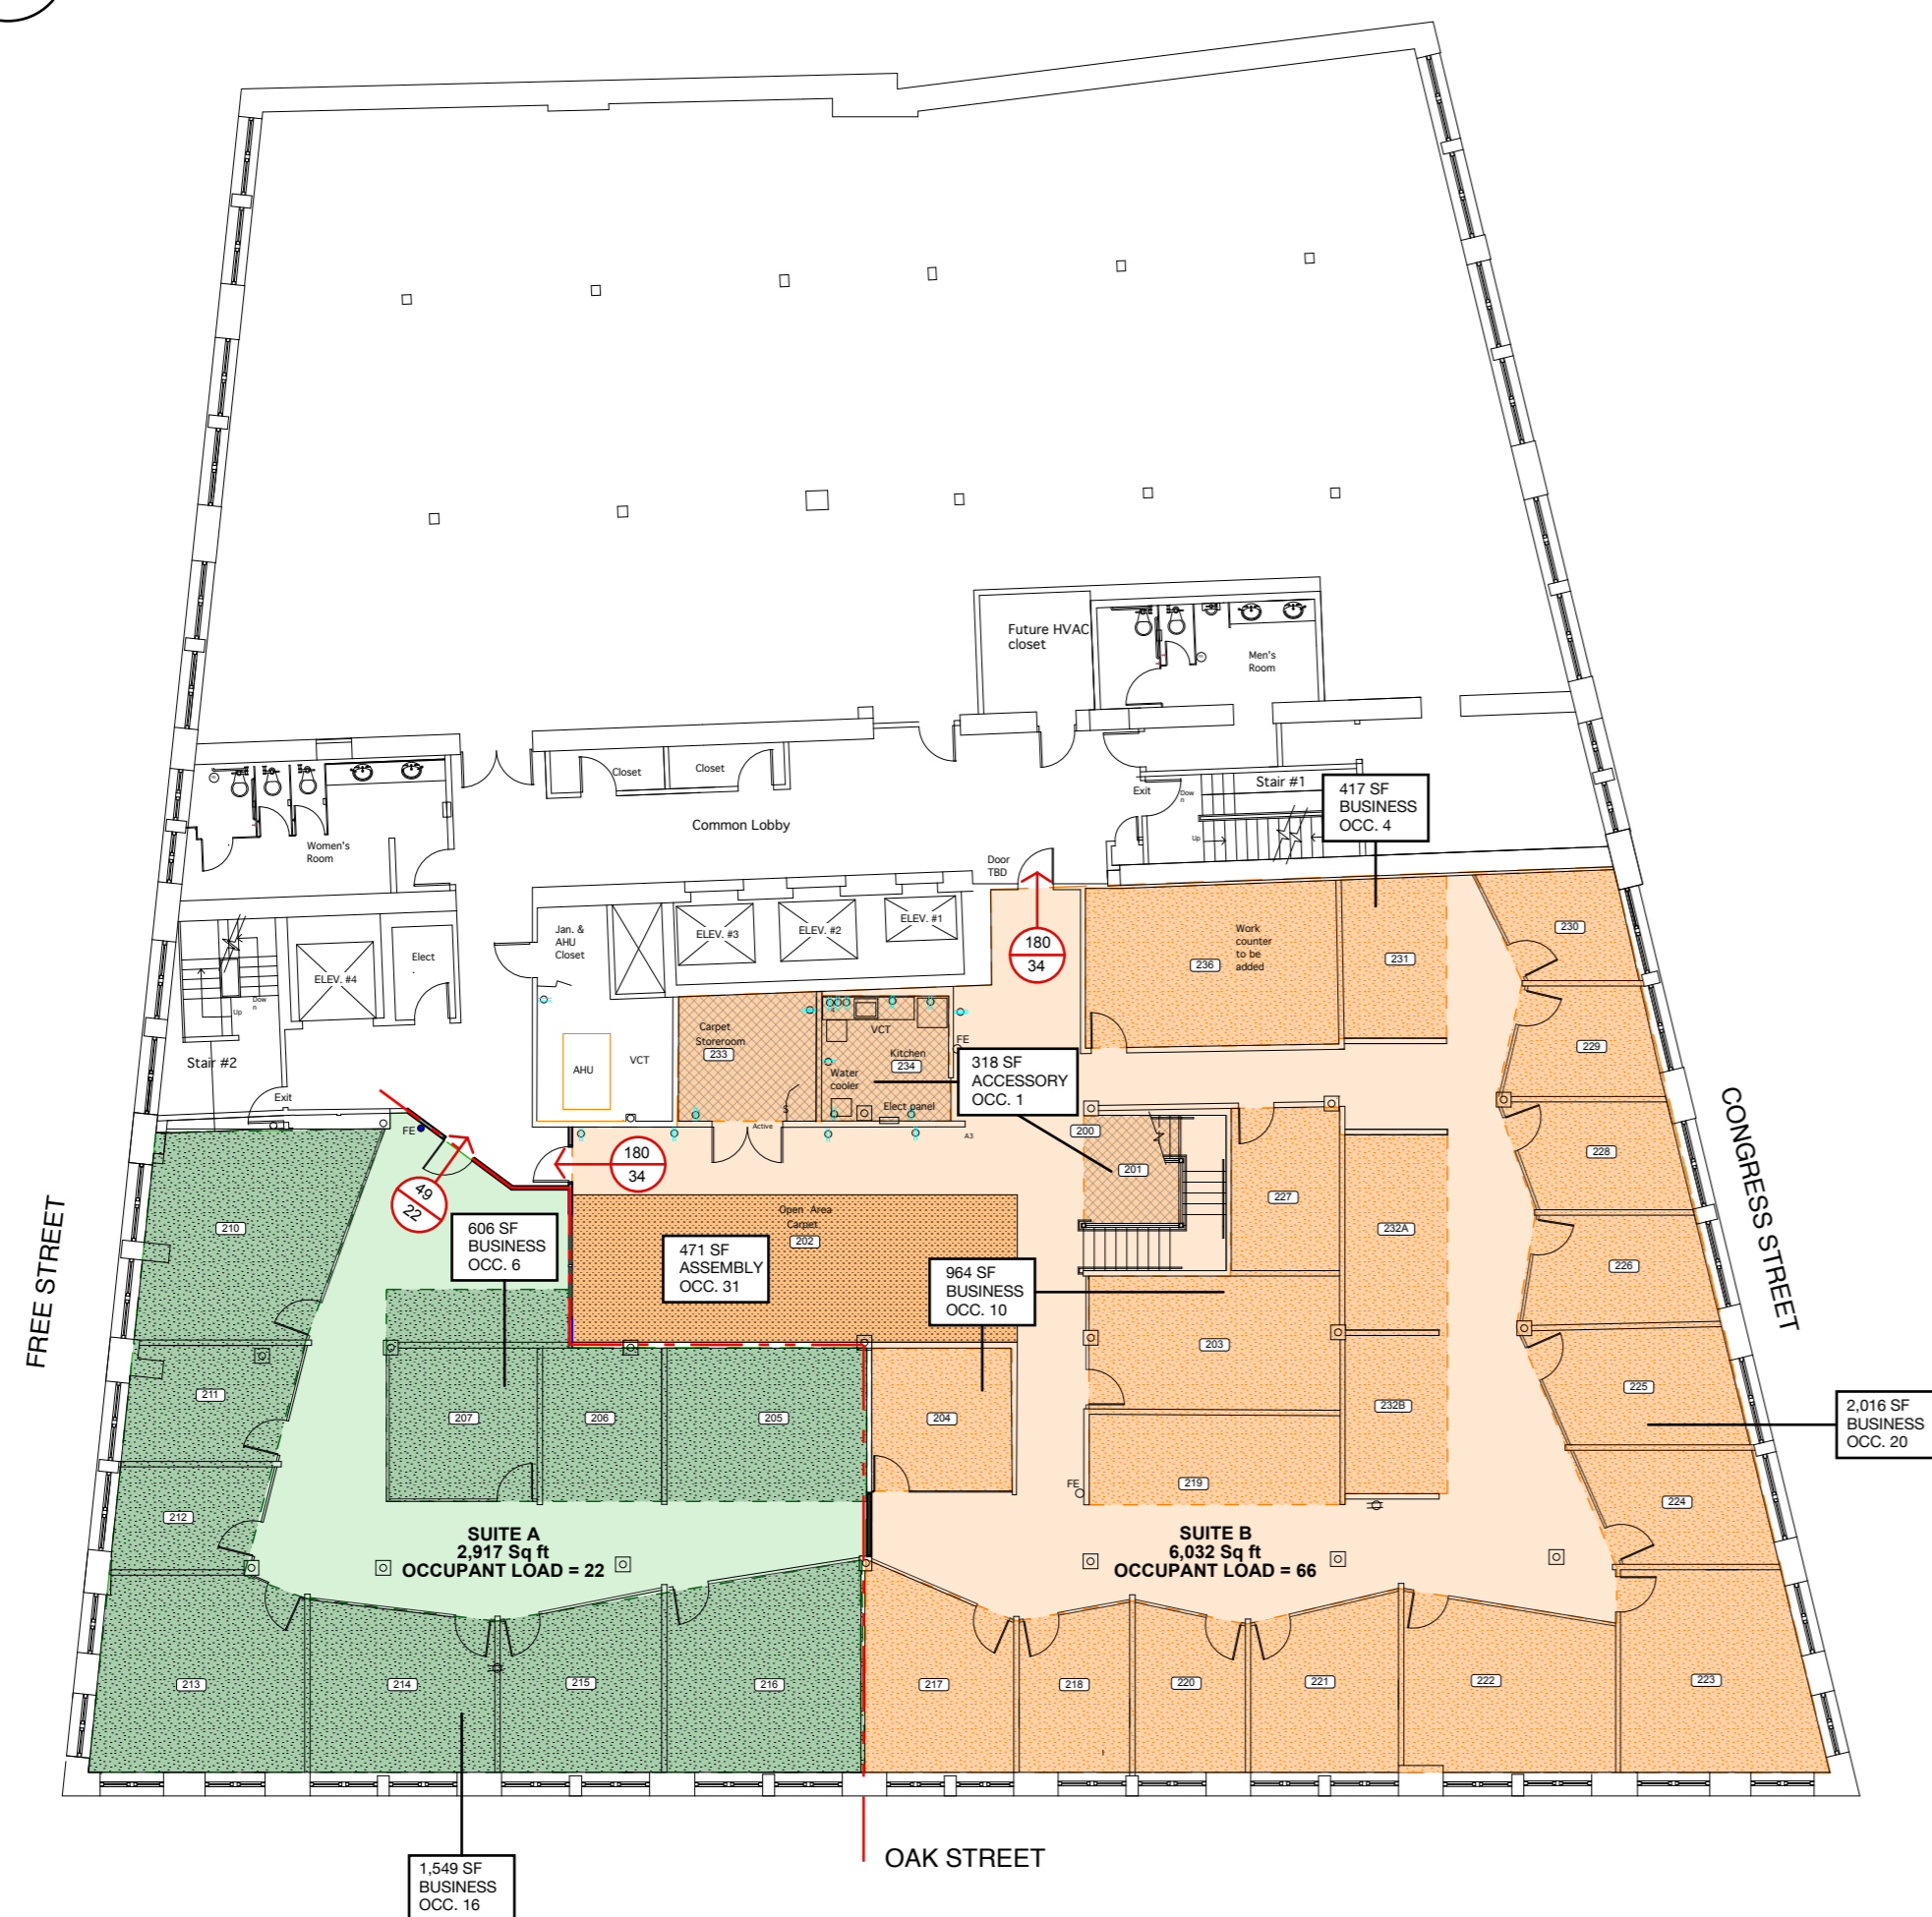 Future HVAC
closet
Men's
Room
Closet
Closet
Common Lobby
Women's
Room
Exit
Dow
n
Up
Stair #1
417 SF
BUSINESS
OCC. 4
Door
TBD
Jan. &
AHU
Closet
ELEV. #3
ELEV. #2
ELEV. #1
ELEV. #4
Elect
.
Dow
n
Up
Stair #2
Exit
180
34
236
Work
counter
to be
added
231
230
229
Carpet
Storeroom
233
S
VCT
Kitchen
234
Water
cooler
Elect panel
FE
AHU
VCT
318 SF
ACCESSORY
OCC. 1
Active
A3
200
201
227
228
232A
226
FE
49
22
180
34
210
606 SF
BUSINESS
OCC. 6
Open Area
Carpet
202
471 SF
ASSEMBLY
OCC. 31
964 SF
BUSINESS
OCC. 10
203
211
207
206
205
204
232B
225
2,016 SF
BUSINESS
OCC. 20
219
FE
224
212
SUITE A
2,917 Sq ft
OCCUPANT LOAD = 22
SUITE B
6,032 Sq ft
OCCUPANT LOAD = 66
213
214
215
216
217
218
220
221
222
223
FREE STREET
CONGRESS STREET
OAK STREET
1,549 SF
BUSINESS
OCC. 16